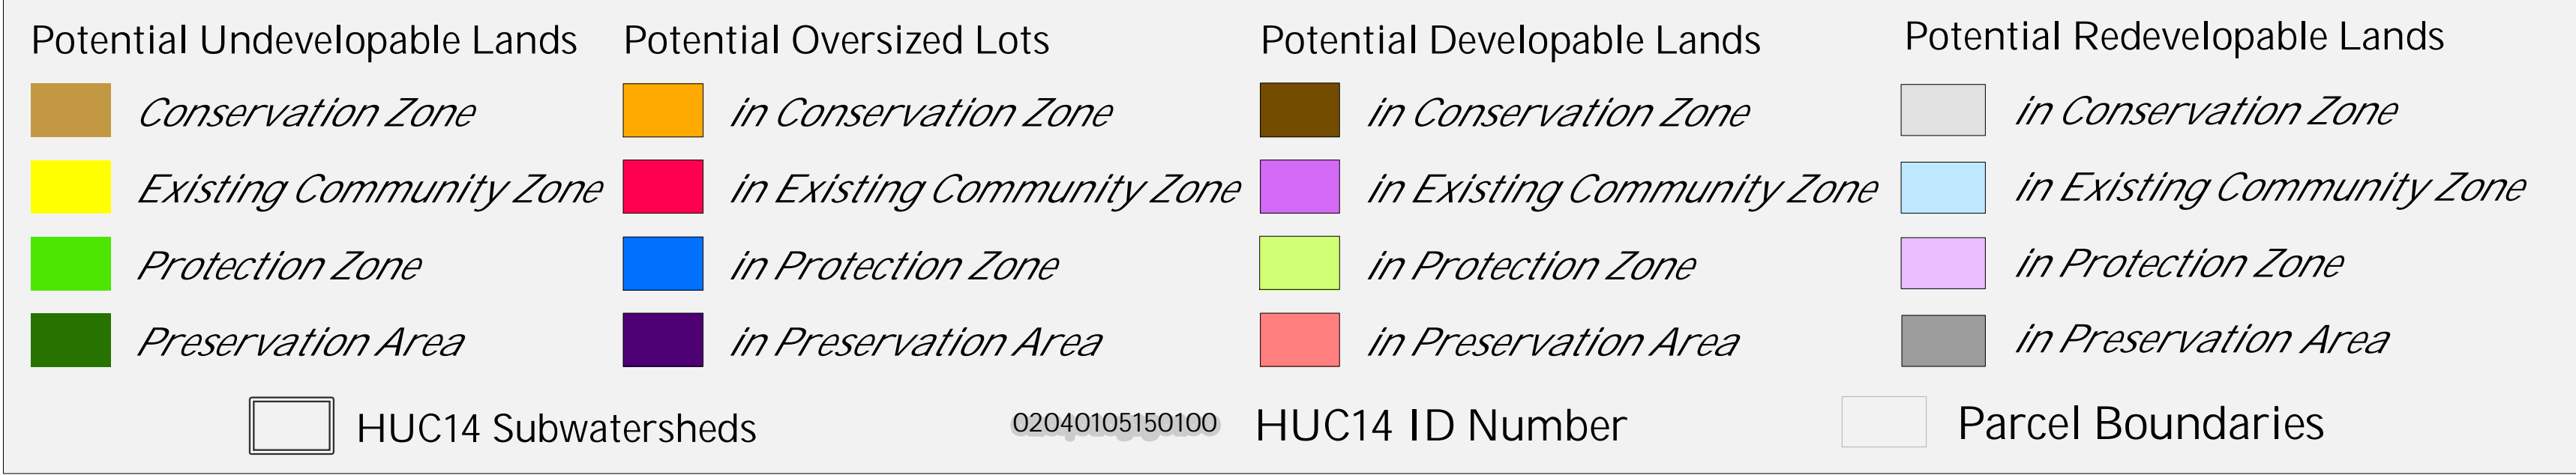 Potential Undevelopable Lands
Conservation Zone
Existing Community Zone
Protection Zone
Preservation Area
Potential Oversized Lots
in Conservation Zone
in Existing Community Zone
in Protection Zone
in Preservation Area
Potential Developable Lands
in Conservation Zone
in Existing Community Zone
in Protection Zone
in Preservation Area
Potential Redevelopable Lands
in Conservation Zone
in Existing Community Zone
in Protection Zone
in Preservation Area
HUC14 Subwatersheds
02040105150100 HUC14 ID Number
Parcel Boundaries